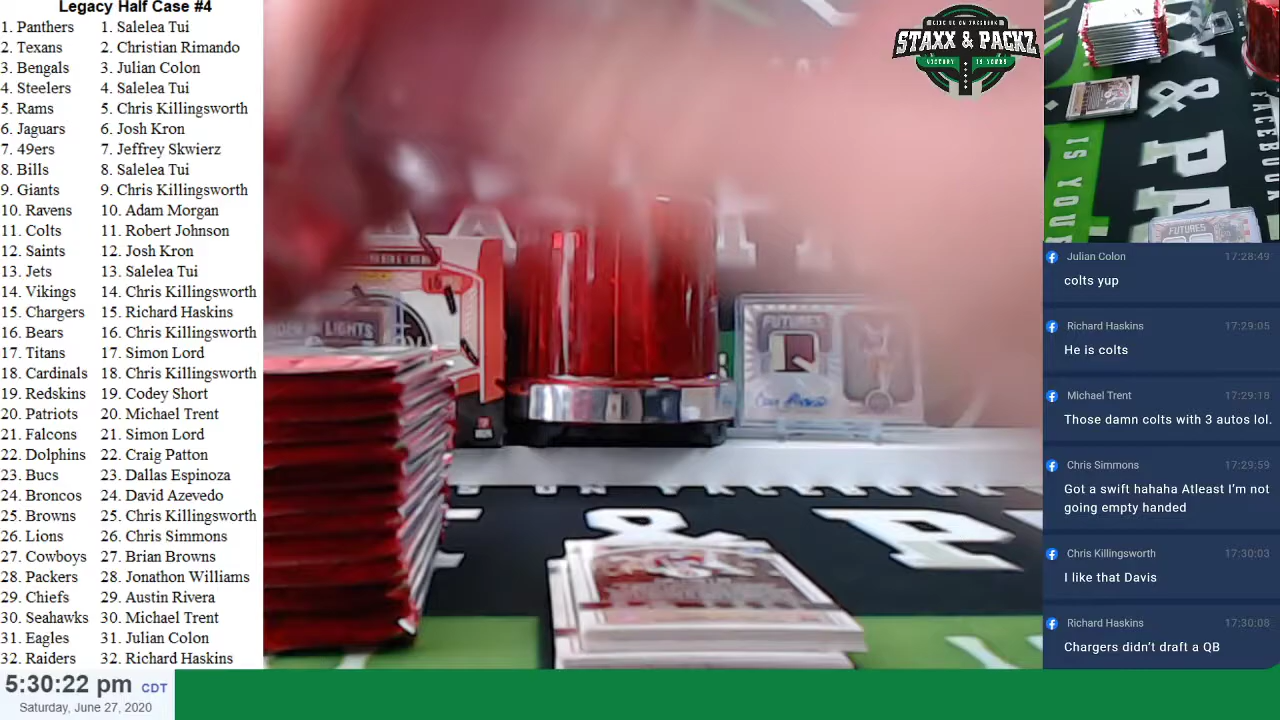 Legacy Half Case #4
1. Panthers 1. Salelea Tui
2. Texans 2. Christian Rimando
3. Bengals 3. Julian Colon
4. Steelers 4. Salelea Tui
5. Rams 5. Chris Killingsworth
6. Jaguars 6. Josh Kron
7. 49ers 7. Jeffrey Skwierz
8. Bills 8. Salelea Tui
9. Giants 9. Chris Killingsworth
10. Ravens 10. Adam Morgan
11. Colts 11. Robert Johnson
12. Saints 12. Josh Kron
13. Jets 13. Salelea Tui
14. Vikings 14. Chris Killingsworth
15. Chargers 15. Richard Haskins
16. Bears 16. Chris Killingsworth
17. Titans 17. Simon Lord
18. Cardinals 18. Chris Killingsworth
19. Redskins 19. Codey Short
20. Patriots 20. Michael Trent
21. Falcons 21. Simon Lord
22. Dolphins 22. Craig Patton
23. Bucs 23. Dallas Espinoza
24. Broncos 24. David Azevedo
25. Browns 25. Chris Killingsworth
26. Lions 26. Chris Simmons
27. Cowboys 27. Brian Browns
28. Packers 28. Jonathon Williams
29. Chiefs 29. Austin Rivera
30. Seahawks 30. Michael Trent
31. Eagles 31. Julian Colon
32. Raiders 32. Richard Haskins
5:30:22 pm CDT
Saturday, June 27, 2020
LIKE US ON FACEBOOK
STAXX & PACKZ
VICTORY IS YOURS
FUTURES
& P
& PA
IS YOUR
FACEBOOK
FUTURES
Julian Colon 17:28:49
colts yup
Richard Haskins 17:29:05
He is colts
Michael Trent 17:29:18
Those damn colts with 3 autos lol.
Chris Simmons 17:29:59
Got a swift hahaha Atleast I'm not
going empty handed
Chris Killingsworth 17:30:03
I like that Davis
Richard Haskins 17:30:08
Chargers didn't draft a QB